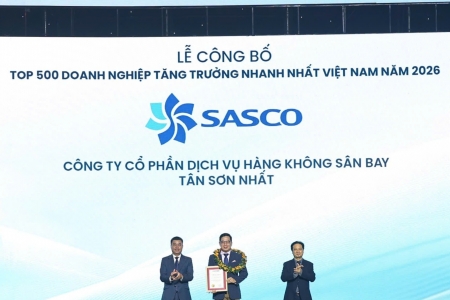 LỄ CÔNG BỐ
TOP 500 DOANH NGHIỆP TĂNG TRƯỞNG NHANH NHẤT VIỆT NAM NĂM 2026
SASCO
CÔNG TY CỔ PHẦN DỊCH VỤ HÀNG KHÔNG SÂN BAY
TÂN SƠN NHẤT